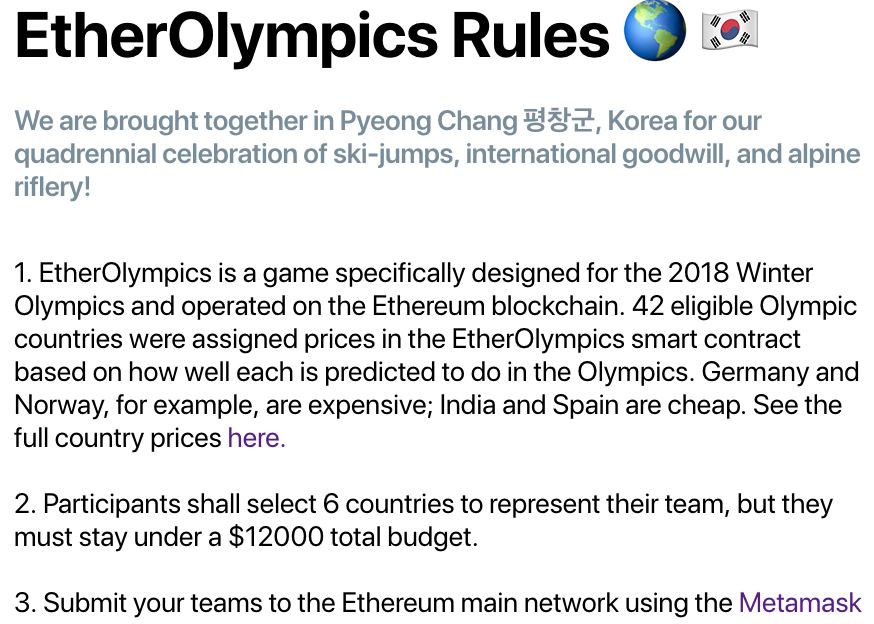 EtherOlympics Rules 🌎 🇰🇷
We are brought together in Pyeong Chang 평창군, Korea for our
quadrennial celebration of ski-jumps, international goodwill, and alpine
riflery!
1. EtherOlympics is a game specifically designed for the 2018 Winter
Olympics and operated on the Ethereum blockchain. 42 eligible Olympic
countries were assigned prices in the EtherOlympics smart contract
based on how well each is predicted to do in the Olympics. Germany and
Norway, for example, are expensive; India and Spain are cheap. See the
full country prices here.
2. Participants shall select 6 countries to represent their team, but they
must stay under a $12000 total budget.
3. Submit your teams to the Ethereum main network using the Metamask